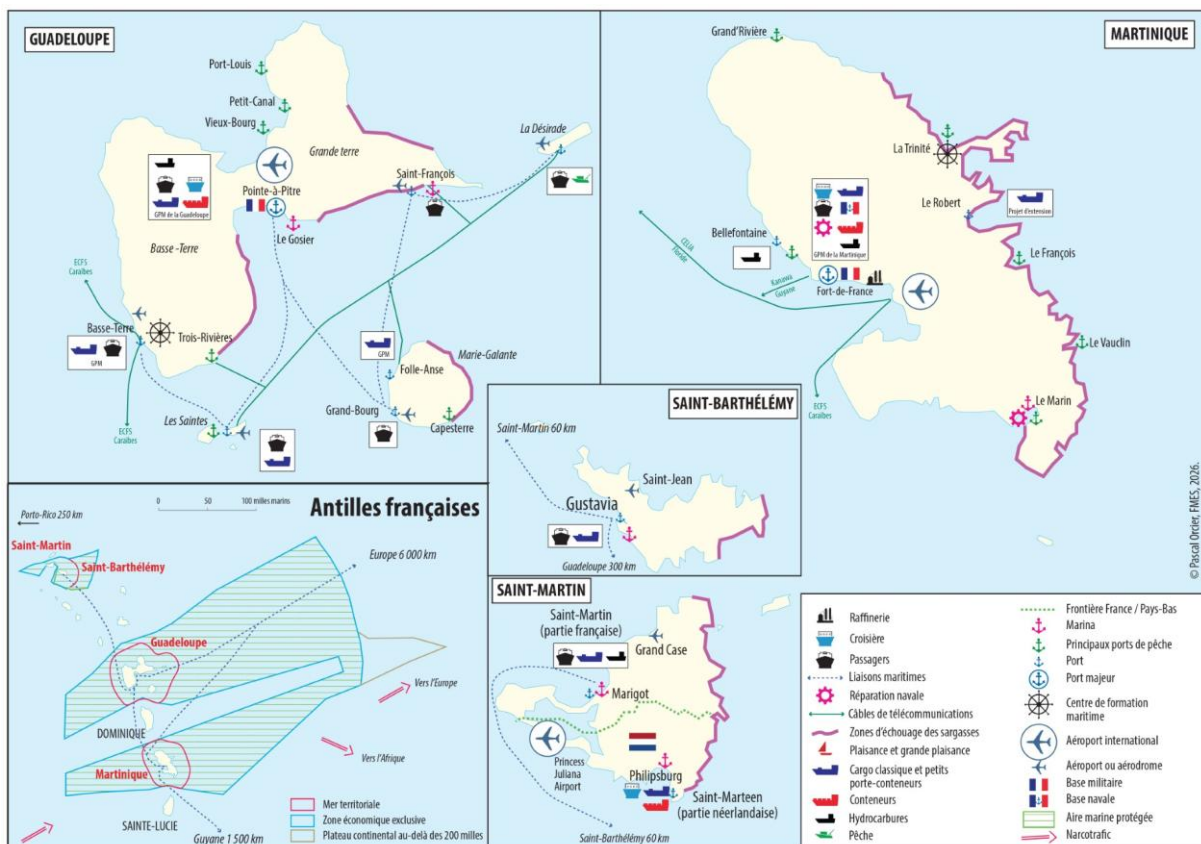 GUADELOUPE
Port-Louis
Petit-Canal
Vieux-Bourg
Grande terre
La Désirade
Saint-François
Pointe-à-Pitre
GPM de la Guadeloupe
Le Gosier
Basse -Terre
ECFS
Caraïbes
Basse-Terre
GPM
Trois-Rivières
ECFS
Caraïbes
Les Saintes
GPM
Folle-Anse
Marie-Galante
Grand-Bourg
Capesterre
MARTINIQUE
Grand'Rivière
La Trinité
Le Robert
Projet d'extension
GPM de la Martinique
Bellefontaine
Le François
CELIA
Floride
Kanawa
Guyane
Fort-de-France
Le Vauclin
ECFS
Caraïbes
Le Marin
© Pascal Orcier, FMES, 2026.
SAINT-BARTHÉLÉMY
Saint-Martin 60 km
Saint-Jean
Gustavia
Guadeloupe 300 km
0 50 100 milles marins
Antilles françaises
Porto-Rico 250 km
Saint-Martin
Saint-Barthélémy
Europe 6 000 km
Guadeloupe
Vers l'Europe
DOMINIQUE
Vers l'Afrique
Martinique
SAINTE-LUCIE
Guyane 1 500 km
Mer territoriale
Zone économique exclusive
Plateau continental au-delà des 200 milles
SAINT-MARTIN
Saint-Martin
(partie française)
Grand Case
Marigot
Princess
Juliana
Airport
Philipsburg
Saint-Marteen
(partie néerlandaise)
Saint-Barthélémy 60 km
Raffinerie
Croisière
Passagers
Liaisons maritimes
Réparation navale
Câbles de télécommunications
Zones d'échouage des sargasses
Plaisance et grande plaisance
Cargo classique et petits
porte-conteneurs
Conteneurs
Hydrocarbures
Pêche
Frontière France / Pays-Bas
Marina
Principaux ports de pêche
Port
Port majeur
Centre de formation
maritime
Aéroport international
Aéroport ou aérodrome
Base militaire
Base navale
Aire marine protégée
Narcotrafic